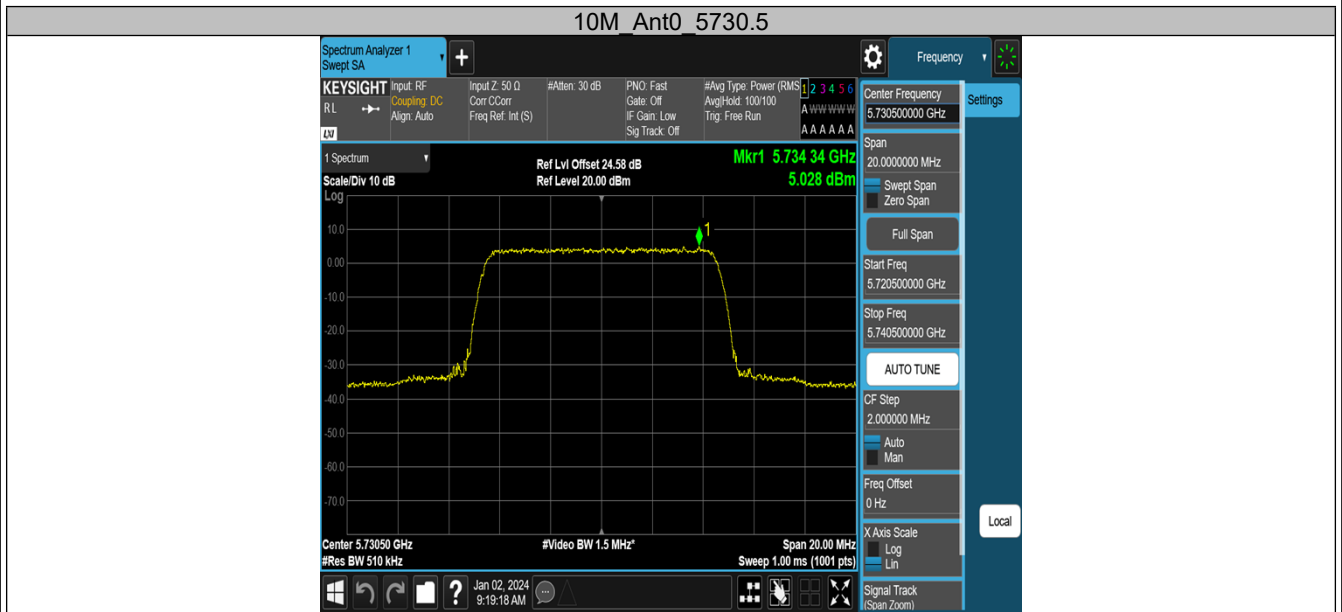 10M_Ant0_5730.5
Spectrum Analyzer 1
Swept SA
+
Frequency
KEYSIGHT
RL
LXI
Input: RF
Coupling: DC
Align: Auto
Input Z: 50 Ω
Corr CCorr
Freq Ref: Int (S)
#Atten: 30 dB
PNO: Fast
Gate: Off
IF Gain: Low
Sig Track: Off
#Avg Type: Power (RMS
Avg|Hold: 100/100
Trig: Free Run
1 2 3 4 5 6
A W W W W W
A A A A A A
1 Spectrum
Scale/Div 10 dB
Log
Ref Lvl Offset 24.58 dB
Ref Level 20.00 dBm
Mkr1 5.734 34 GHz
5.028 dBm
1
10.0
0.00
-10.0
-20.0
-30.0
-40.0
-50.0
-60.0
-70.0
Center 5.73050 GHz
#Res BW 510 kHz
#Video BW 1.5 MHz*
Span 20.00 MHz
Sweep 1.00 ms (1001 pts)
?
Jan 02, 2024
9:19:18 AM
Center Frequency
5.730500000 GHz
Settings
Span
20.0000000 MHz
Swept Span
Zero Span
Full Span
Start Freq
5.720500000 GHz
Stop Freq
5.740500000 GHz
AUTO TUNE
CF Step
2.000000 MHz
Auto
Man
Freq Offset
0 Hz
Local
X Axis Scale
Log
Lin
Signal Track
(Span Zoom)